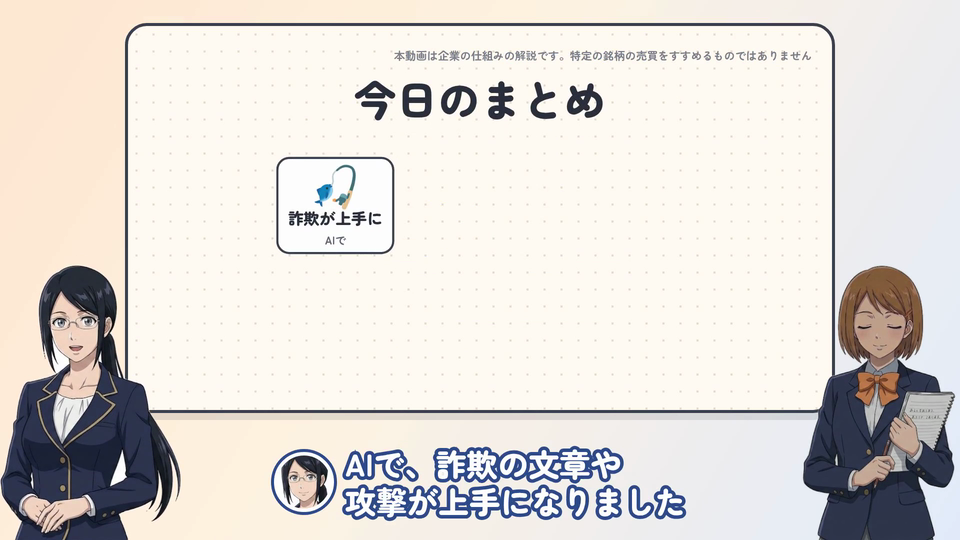 本動画は企業の仕組みの解説です。特定の銘柄の売買をすすめるものではありません
今日のまとめ
詐欺が上手に
AIで
AIで、詐欺の文章や
攻撃が上手になりました